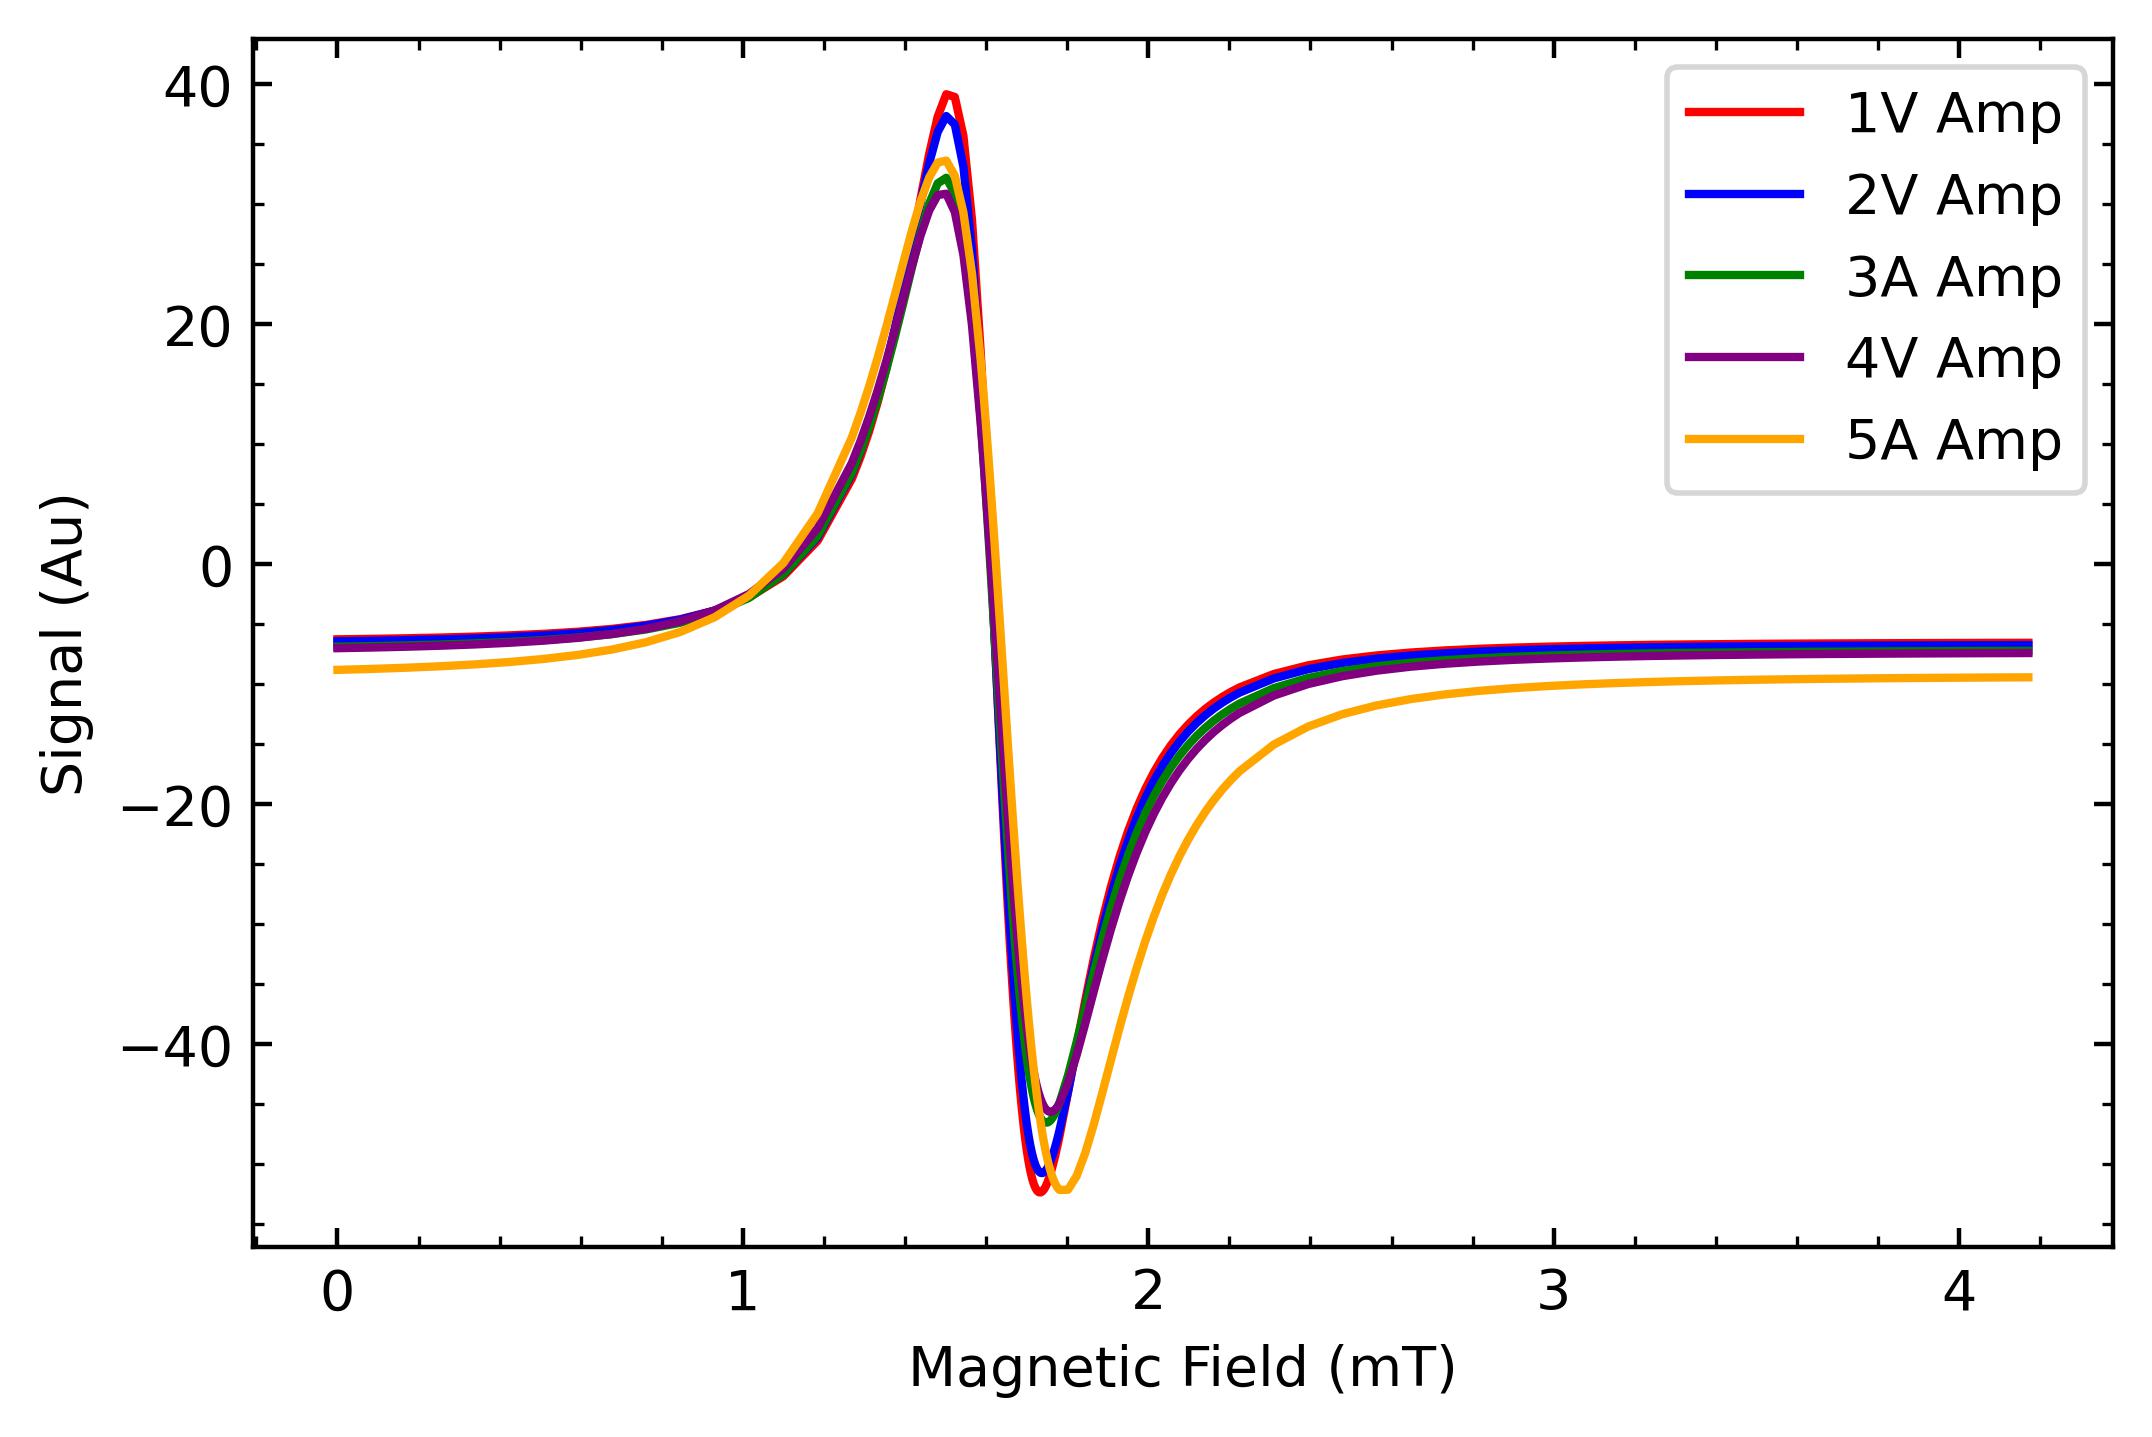 40
20
0
−20
−40
Signal (Au)
0 1 2 3 4
Magnetic Field (mT)
1V Amp
2V Amp
3A Amp
4V Amp
5A Amp